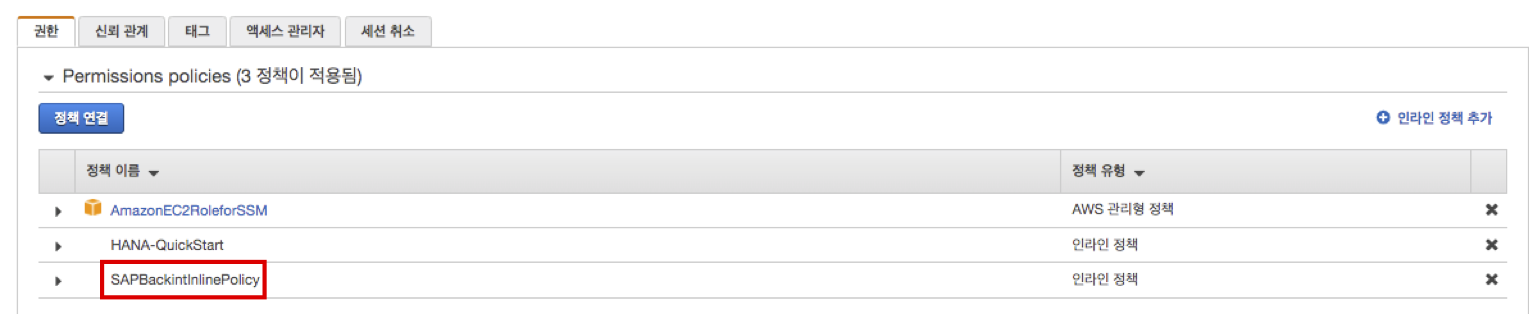 권한 신뢰 관계 태그 액세스 관리자 세션 취소
Permissions policies (3 정책이 적용됨)
정책 연결 인라인 정책 추가
정책 이름 정책 유형
AmazonEC2RoleforSSM AWS 관리형 정책
HANA-QuickStart 인라인 정책
SAPBackintInlinePolicy 인라인 정책